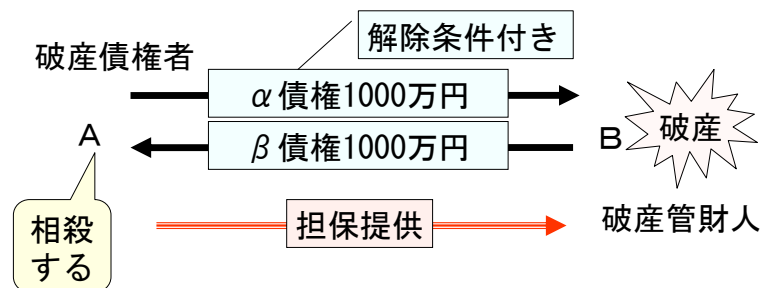 解除条件付き
破産債権者
α債権1000万円
β債権1000万円
A
B
破産
相殺
する
担保提供
破産管財人